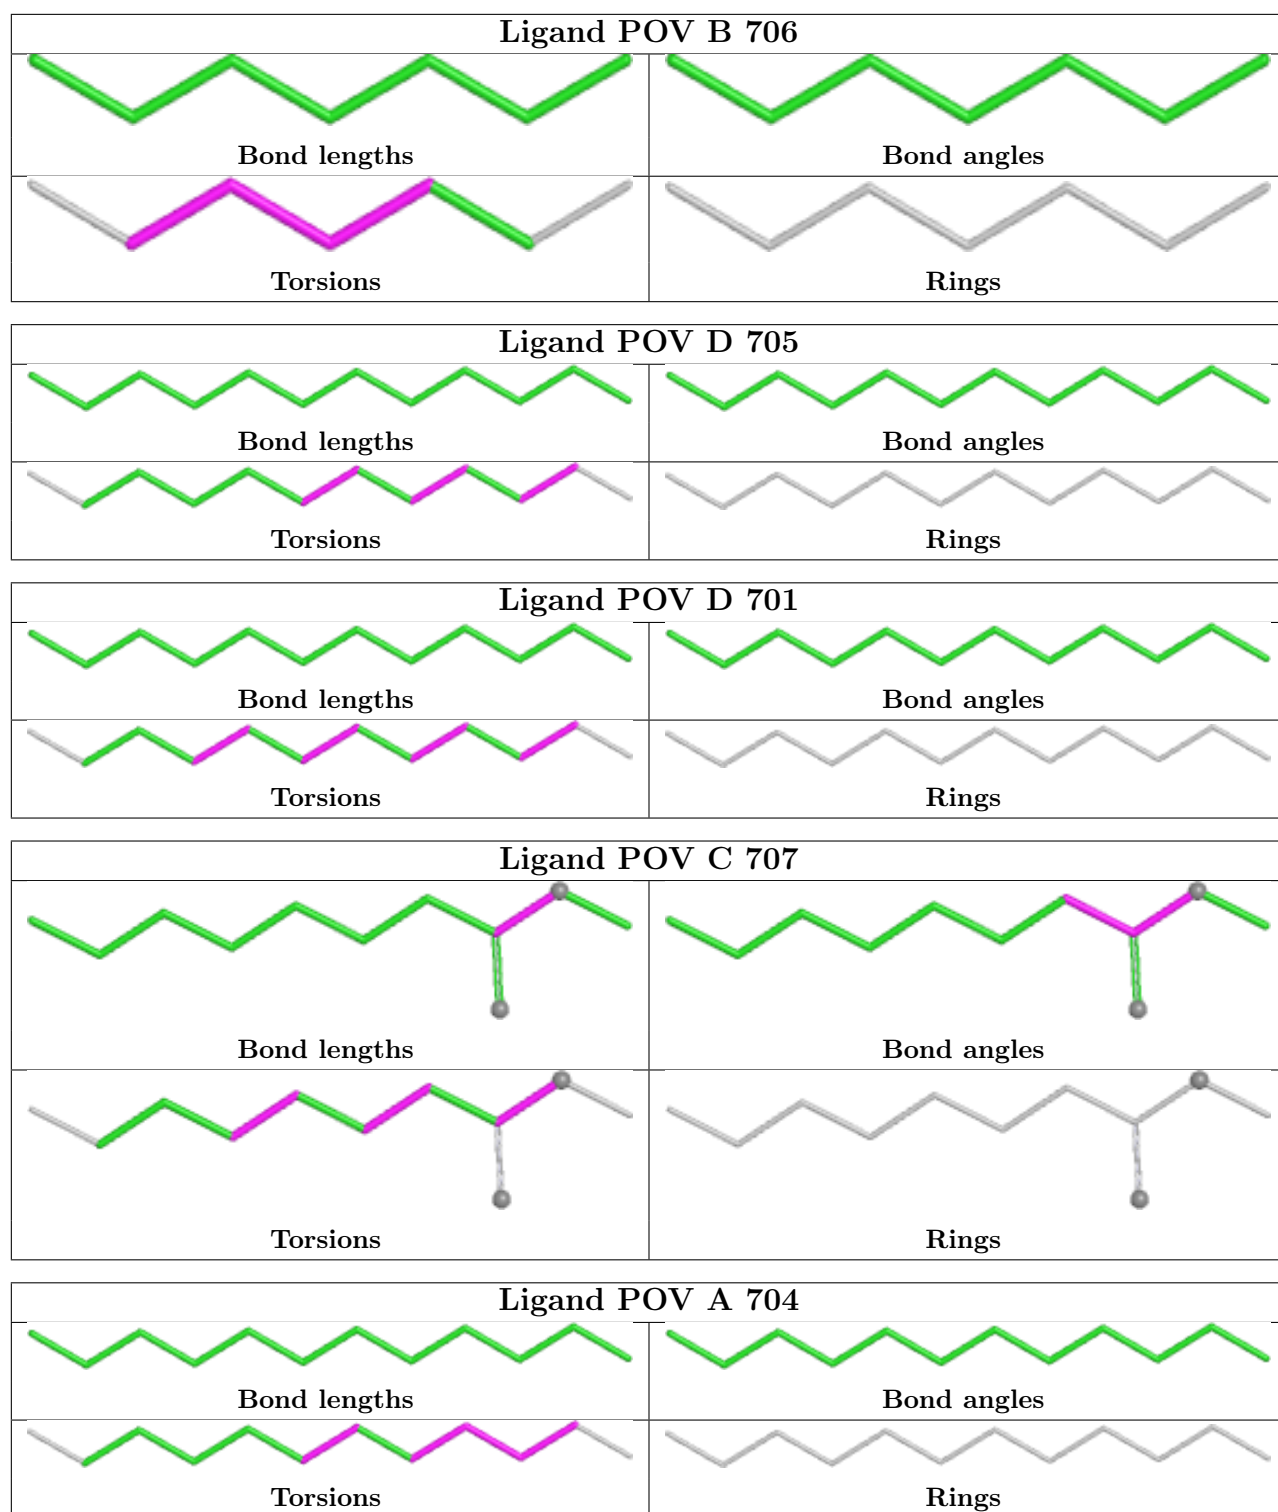 Ligand POV B 706
Bond lengths Bond angles
Torsions Rings
Ligand POV D 705
Bond lengths Bond angles
Torsions Rings
Ligand POV D 701
Bond lengths Bond angles
Torsions Rings
Ligand POV C 707
Bond lengths Bond angles
Torsions Rings
Ligand POV A 704
Bond lengths Bond angles
Torsions Rings